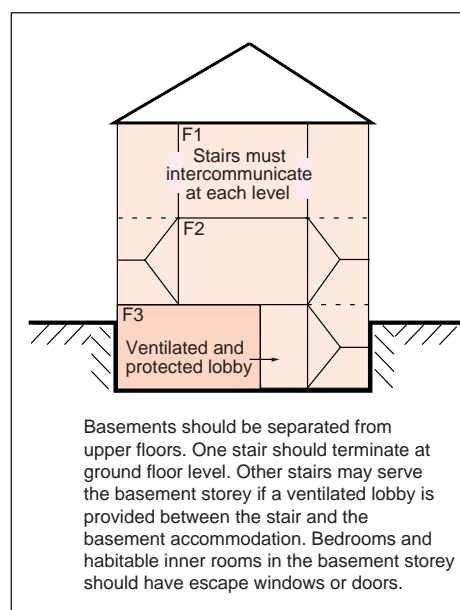 F1
Stairs must
intercommunicate
at each level
F2
F3
Ventilated and
protected lobby
Basements should be separated from
upper floors. One stair should terminate at
ground floor level. Other stairs may serve
the basement storey if a ventilated lobby is
provided between the stair and the
basement accommodation. Bedrooms and
habitable inner rooms in the basement storey
should have escape windows or doors.